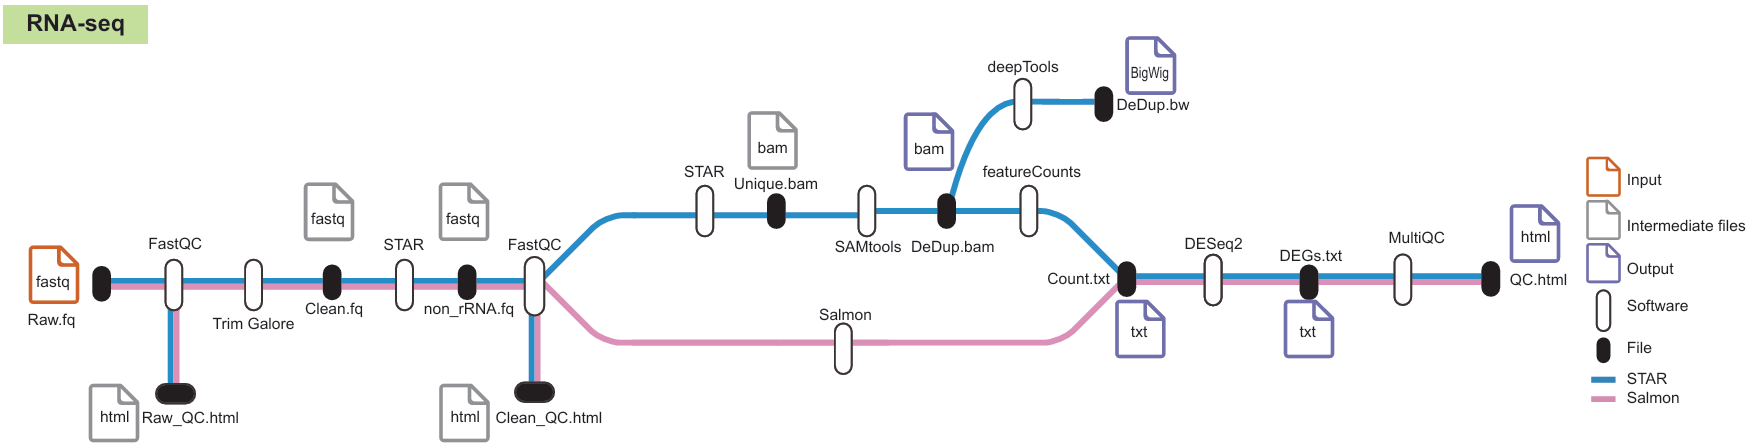 RNA-seq
deepTools
BigWig
DeDup.bw
bam
Unique.bam
bam
STAR
featureCounts
SAMtools
DeDup.bam
fastq
fastq
FastQC
STAR
FastQC
fastq
Raw.fq
Trim Galore
Clean.fq
non_rRNA.fq
html
Raw_QC.html
html
Clean_QC.html
Salmon
Count.txt
txt
DESeq2
DEGs.txt
txt
MultiQC
html
QC.html
Input
Intermediate files
Output
Software
File
STAR
Salmon